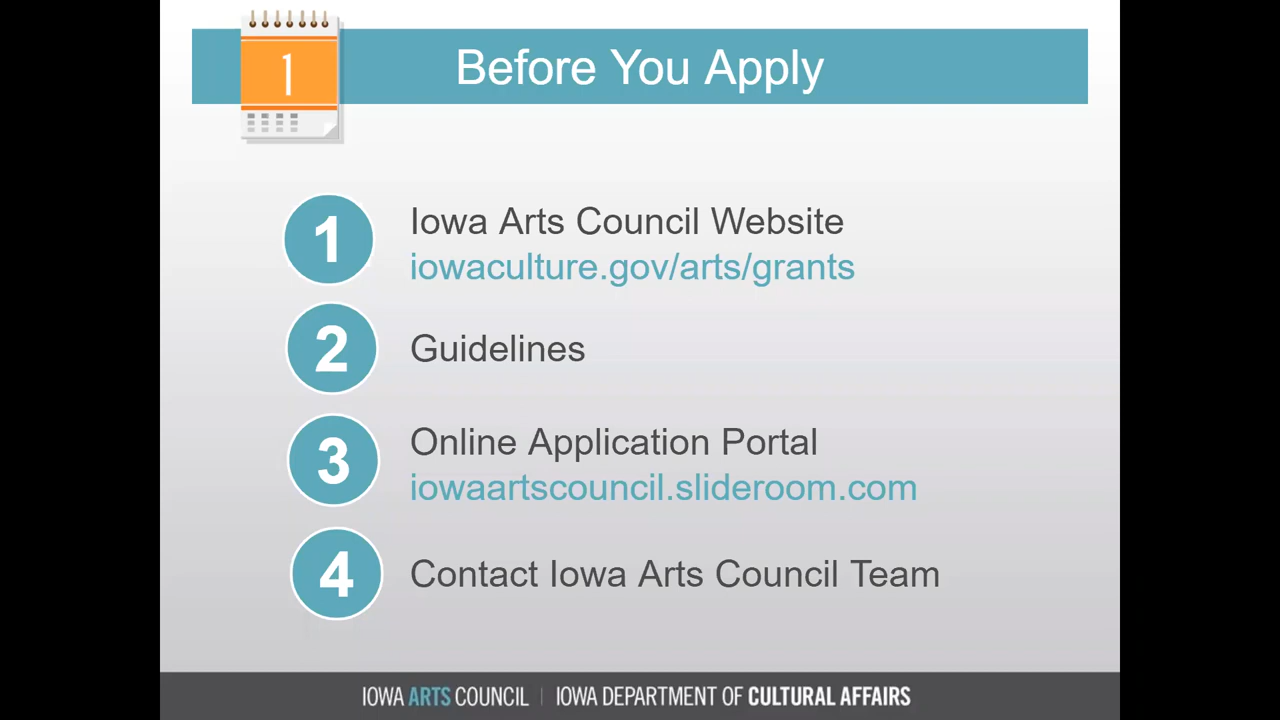 1
Before You Apply
1
Iowa Arts Council Website
iowaculture.gov/arts/grants
2
Guidelines
3
Online Application Portal
iowaartscouncil.slideroom.com
4
Contact Iowa Arts Council Team
IOWA ARTS COUNCIL | IOWA DEPARTMENT OF CULTURAL AFFAIRS